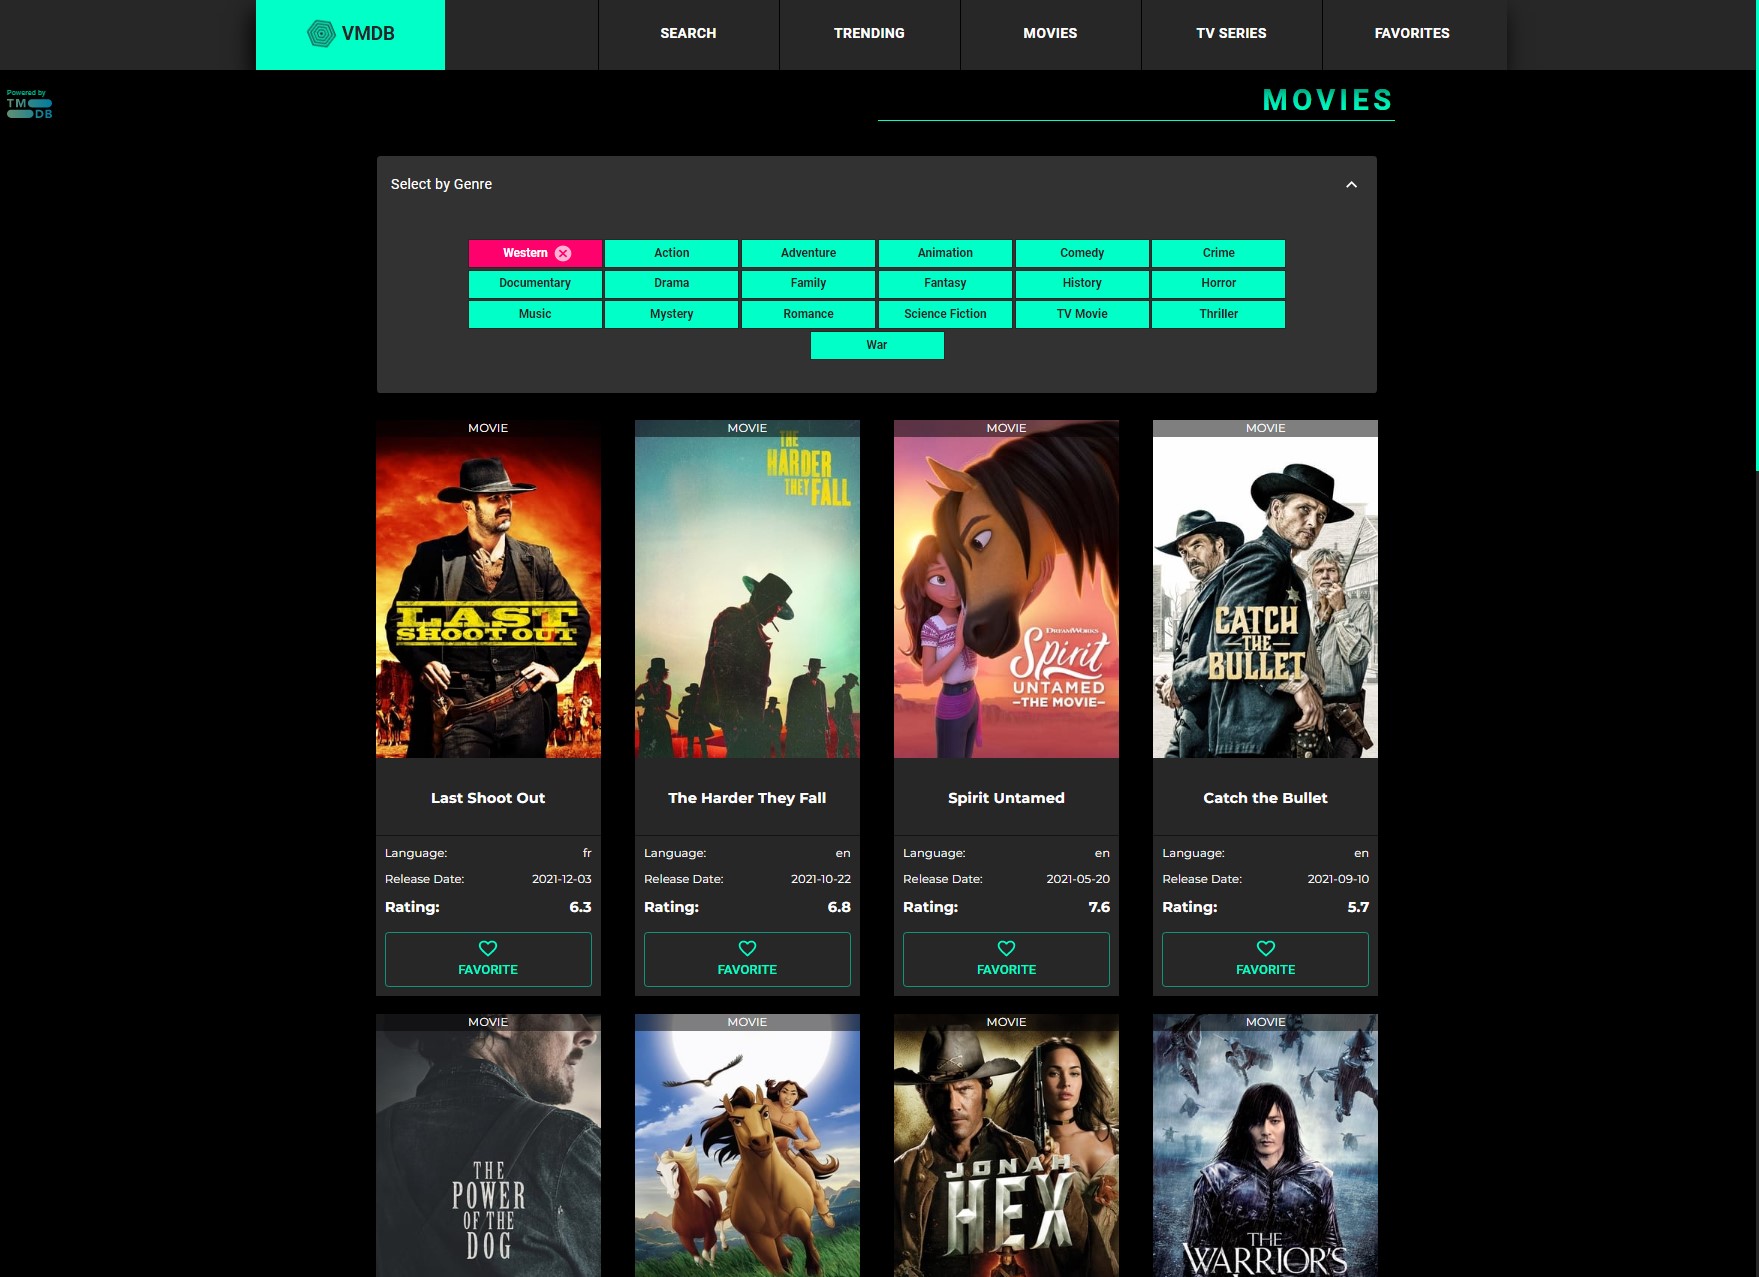 VMDB
SEARCH
TRENDING
MOVIES
TV SERIES
FAVORITES
Powered by
TM
DB
MOVIES
Select by Genre
Western
Action
Adventure
Animation
Comedy
Crime
Documentary
Drama
Family
Fantasy
History
Horror
Music
Mystery
Romance
Science Fiction
TV Movie
Thriller
War
MOVIE
LAST
SHOOT OUT
Last Shoot Out
Language: fr
Release Date: 2021-12-03
Rating: 6.3
FAVORITE
MOVIE
THE
HARDER
THEY FALL
The Harder They Fall
Language: en
Release Date: 2021-10-22
Rating: 6.8
FAVORITE
MOVIE
DREAMWORKS
Spirit
UNTAMED
–THE MOVIE–
Spirit Untamed
Language: en
Release Date: 2021-05-20
Rating: 7.6
FAVORITE
MOVIE
CATCH
–THE–
BULLET
Catch the Bullet
Language: en
Release Date: 2021-09-10
Rating: 5.7
FAVORITE
MOVIE
THE
POWER
OF THE
DOG
MOVIE
MOVIE
JONAH
HEX
MOVIE
THE
WARRIOR'S